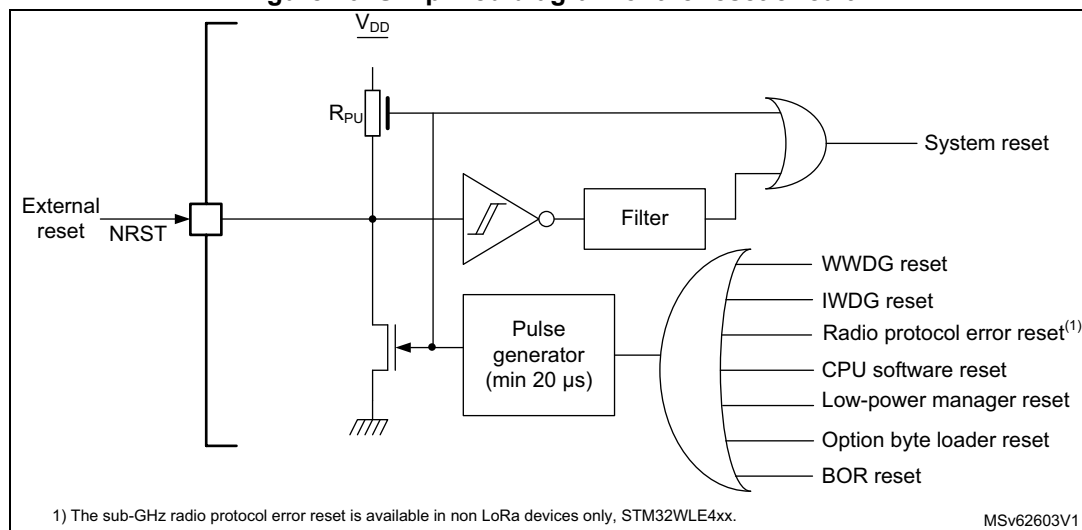 V_DD
R_PU
System reset
External
reset
NRST
Filter
WWDG reset
IWDG reset
Radio protocol error reset(1)
CPU software reset
Low-power manager reset
Option byte loader reset
BOR reset
Pulse
generator
(min 20 µs)
1) The sub-GHz radio protocol error reset is available in non LoRa devices only, STM32WLE4xx.
MSv62603V1